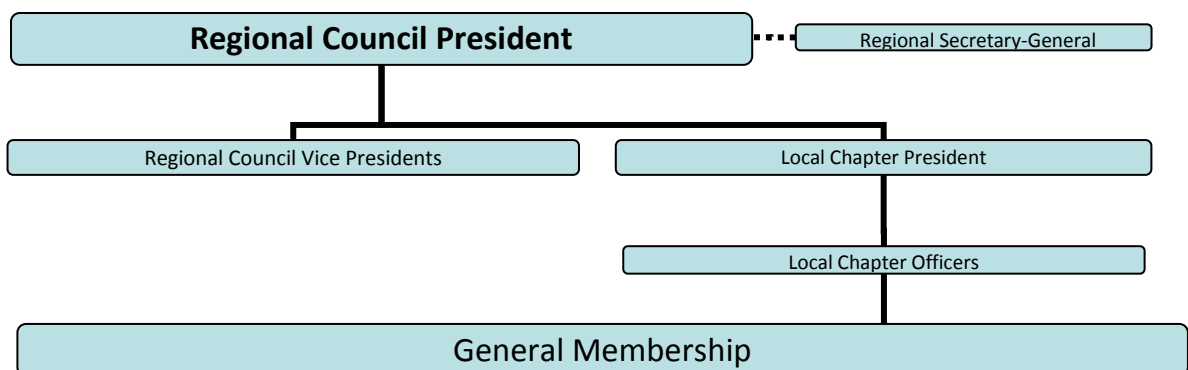 Regional Council President
Regional Secretary-General
Regional Council Vice Presidents
Local Chapter President
Local Chapter Officers
General Membership